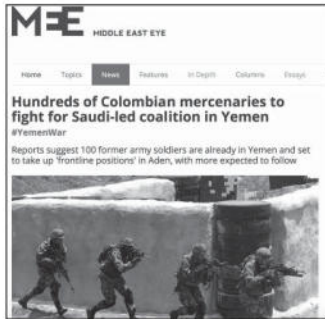 MEE MIDDLE EAST EYE
Home Topics News Features In Depth Columns Essays
Hundreds of Colombian mercenaries to
fight for Saudi-led coalition in Yemen
#YemenWar
Reports suggest 100 former army soldiers are already in Yemen and set
to take up 'frontline positions' in Aden, with more expected to follow